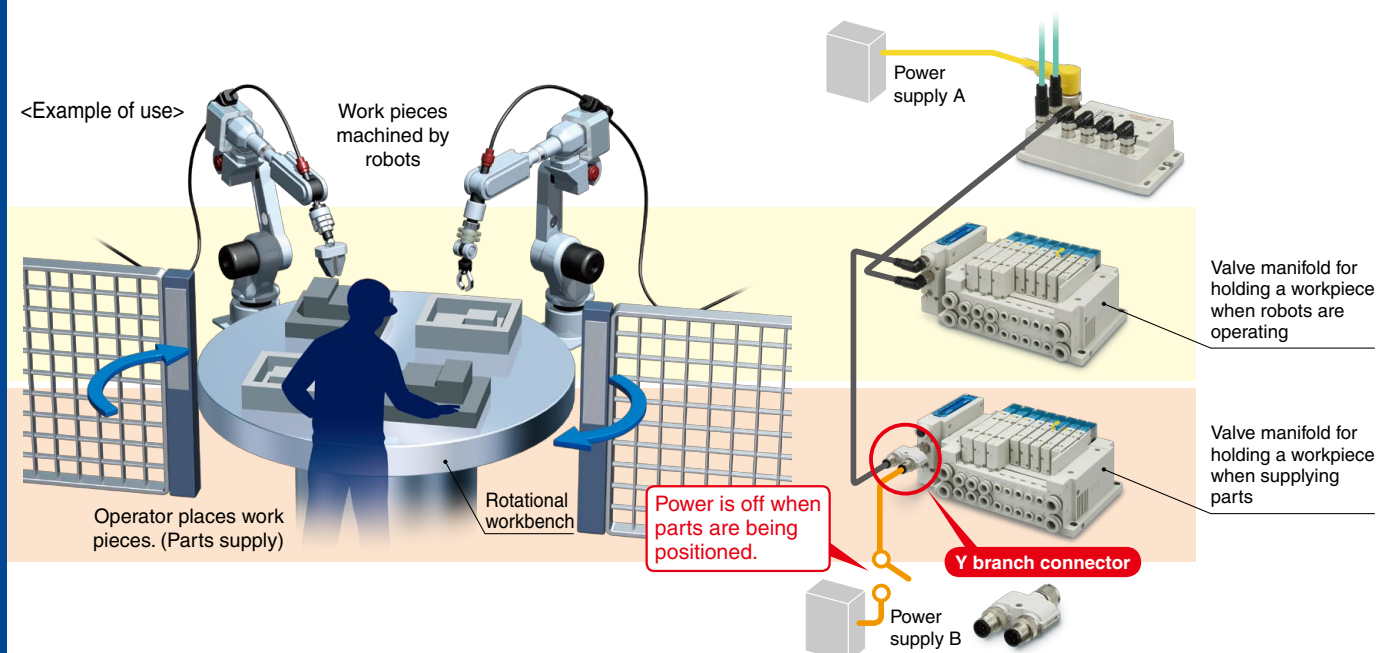 <Example of use>
Work pieces
machined by
robots
Power
supply A
Valve manifold for
holding a workpiece
when robots are
operating
Valve manifold for
holding a workpiece
when supplying
parts
Operator places work
pieces. (Parts supply)
Rotational
workbench
Power is off when
parts are being
positioned.
Y branch connector
Power
supply B